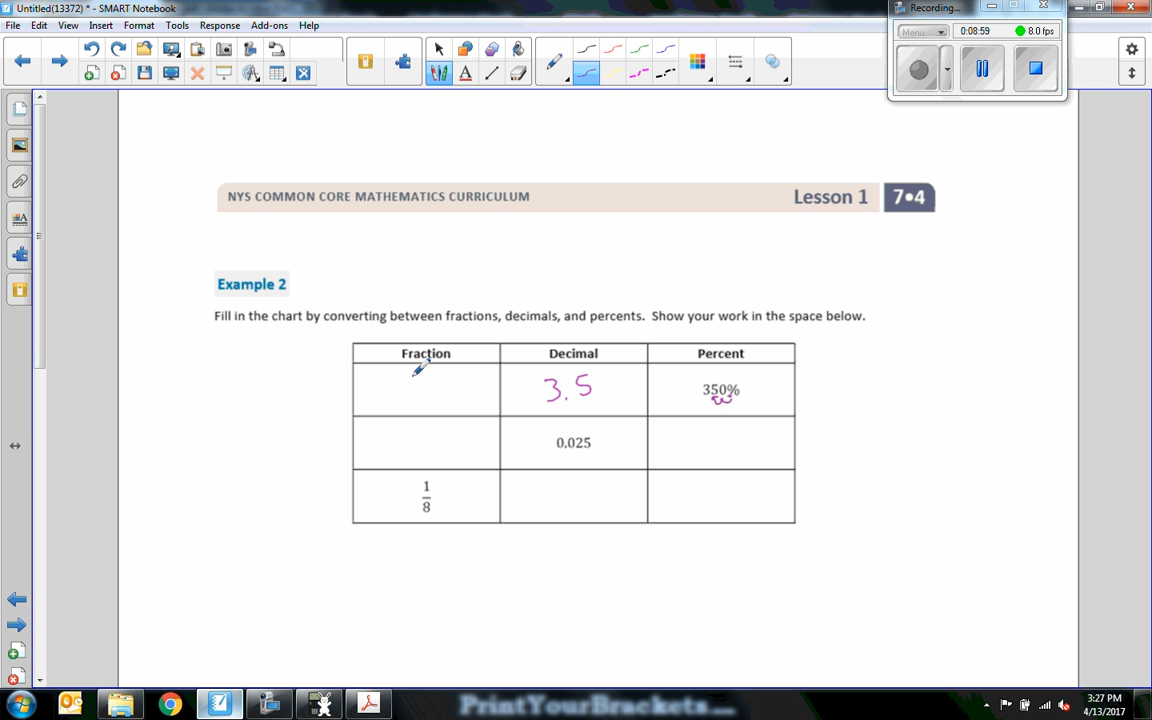 Untitled(13372) * - SMART Notebook
Recording...
File Edit View Insert Format Tools Response Add-ons Help
Menu 0:08:59 8.0 fps
NYS COMMON CORE MATHEMATICS CURRICULUM Lesson 1 7•4
Example 2
Fill in the chart by converting between fractions, decimals, and percents. Show your work in the space below.
Fraction Decimal Percent
3.5 350%
0.025
1
8
PrintYourBrackets.com
3:27 PM
4/13/2017